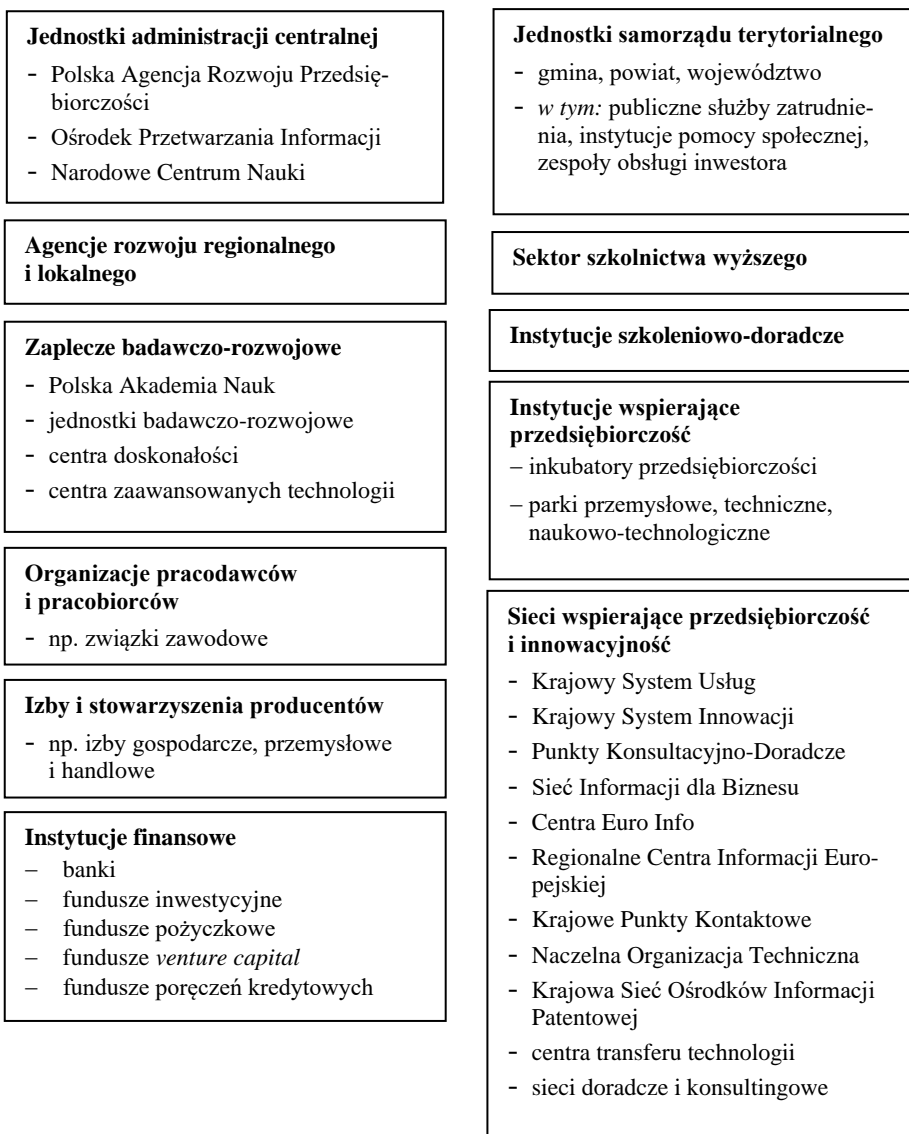 Jednostki administracji centralnej
- Polska Agencja Rozwoju Przedsię-
biorczości
- Ośrodek Przetwarzania Informacji
- Narodowe Centrum Nauki
Agencje rozwoju regionalnego
i lokalnego
Zaplecze badawczo-rozwojowe
- Polska Akademia Nauk
- jednostki badawczo-rozwojowe
- centra doskonałości
- centra zaawansowanych technologii
Organizacje pracodawców
i pracobiorców
- np. związki zawodowe
Izby i stowarzyszenia producentów
- np. izby gospodarcze, przemysłowe
i handlowe
Instytucje finansowe
– banki
– fundusze inwestycyjne
– fundusze pożyczkowe
– fundusze venture capital
– fundusze poręczeń kredytowych
Jednostki samorządu terytorialnego
- gmina, powiat, województwo
- w tym: publiczne służby zatrudnie-
nia, instytucje pomocy społecznej,
zespoły obsługi inwestora
Sektor szkolnictwa wyższego
Instytucje szkoleniowo-doradcze
Instytucje wspierające
przedsiębiorczość
– inkubatory przedsiębiorczości
– parki przemysłowe, techniczne,
naukowo-technologiczne
Sieci wspierające przedsiębiorczość
i innowacyjność
- Krajowy System Usług
- Krajowy System Innowacji
- Punkty Konsultacyjno-Doradcze
- Sieć Informacji dla Biznesu
- Centra Euro Info
- Regionalne Centra Informacji Euro-
pejskiej
- Krajowe Punkty Kontaktowe
- Naczelna Organizacja Techniczna
- Krajowa Sieć Ośrodków Informacji
Patentowej
- centra transferu technologii
- sieci doradcze i konsultingowe